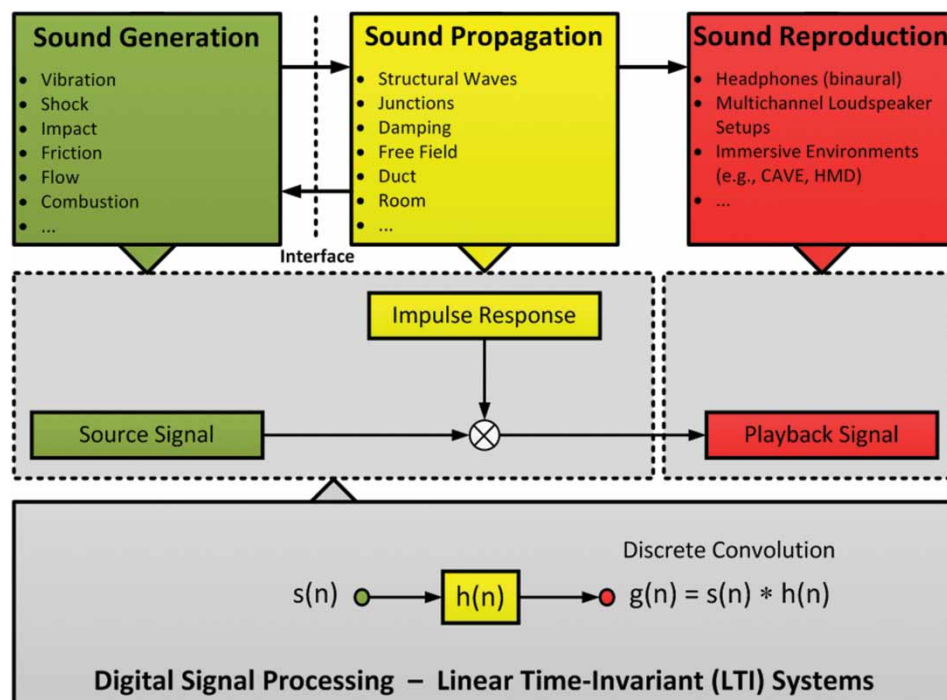 Sound Generation
• Vibration
• Shock
• Impact
• Friction
• Flow
• Combustion
• ...
Interface
Sound Propagation
• Structural Waves
• Junctions
• Damping
• Free Field
• Duct
• Room
• ...
Sound Reproduction
• Headphones (binaural)
• Multichannel Loudspeaker
Setups
• Immersive Environments
(e.g., CAVE, HMD)
• ...
Impulse Response
Source Signal
Playback Signal
Discrete Convolution
s(n)
h(n)
g(n) = s(n) * h(n)
Digital Signal Processing – Linear Time-Invariant (LTI) Systems